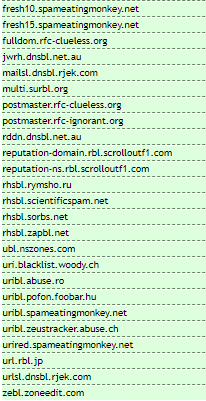 fresh10.spameatingmonkey.net
fresh15.spameatingmonkey.net
fulldom.rfc-clueless.org
jwrh.dnsbl.net.au
mailsl.dnsbl.rjek.com
multi.surbl.org
postmaster.rfc-clueless.org
postmaster.rfc-ignorant.org
rddn.dnsbl.net.au
reputation-domain.rbl.scrolloutf1.com
reputation-ns.rbl.scrolloutf1.com
rhsbl.rymsho.ru
rhsbl.scientificspam.net
rhsbl.sorbs.net
rhsbl.zapbl.net
ubl.nszones.com
uri.blacklist.woody.ch
uribl.abuse.ro
uribl.pofon.foobar.hu
uribl.spameatingmonkey.net
uribl.zeustracker.abuse.ch
urired.spameatingmonkey.net
url.rbl.jp
urlsl.dnsbl.rjek.com
zebl.zoneedit.com